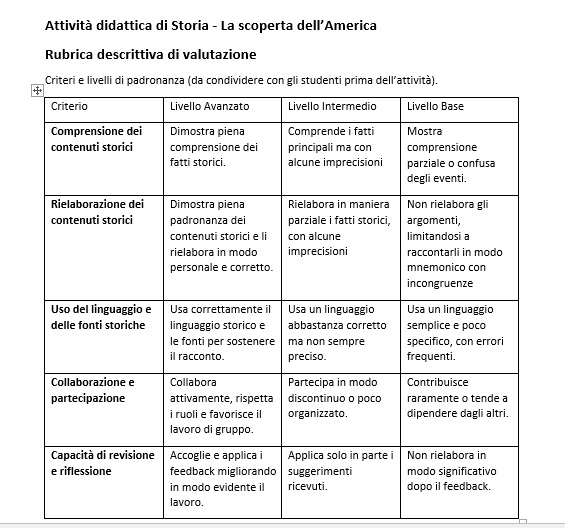 Attività didattica di Storia - La scoperta dell'America
Rubrica descrittiva di valutazione
Criteri e livelli di padronanza (da condividere con gli studenti prima dell'attività).
Criterio
Livello Avanzato
Livello Intermedio
Livello Base
Comprensione dei
contenuti storici
Dimostra piena
comprensione dei
fatti storici.
Comprende i fatti
principali ma con
alcune imprecisioni
Mostra
comprensione
parziale o confusa
degli eventi.
Rielaborazione dei
contenuti storici
Dimostra piena
padronanza dei
contenuti storici e li
rielabora in modo
personale e corretto.
Rielabora in maniera
parziale i fatti storici,
con alcune
imprecisioni
Non rielabora gli
argomenti,
limitandosi a
raccontarli in modo
mnemonico con
incongruenze
Uso del linguaggio e
delle fonti storiche
Usa correttamente il
linguaggio storico e
le fonti per sostenere
il racconto.
Usa un linguaggio
abbastanza corretto
ma non sempre
preciso.
Usa un linguaggio
semplice e poco
specifico, con errori
frequenti.
Collaborazione e
partecipazione
Collabora
attivamente, rispetta
i ruoli e favorisce il
lavoro di gruppo.
Partecipa in modo
discontinuo o poco
organizzato.
Contribuisce
raramente o tende a
dipendere dagli altri.
Capacità di revisione
e riflessione
Accoglie e applica i
feedback migliorando
in modo evidente il
lavoro.
Applica solo in parte i
suggerimenti
ricevuti.
Non rielabora in
modo significativo
dopo il feedback.